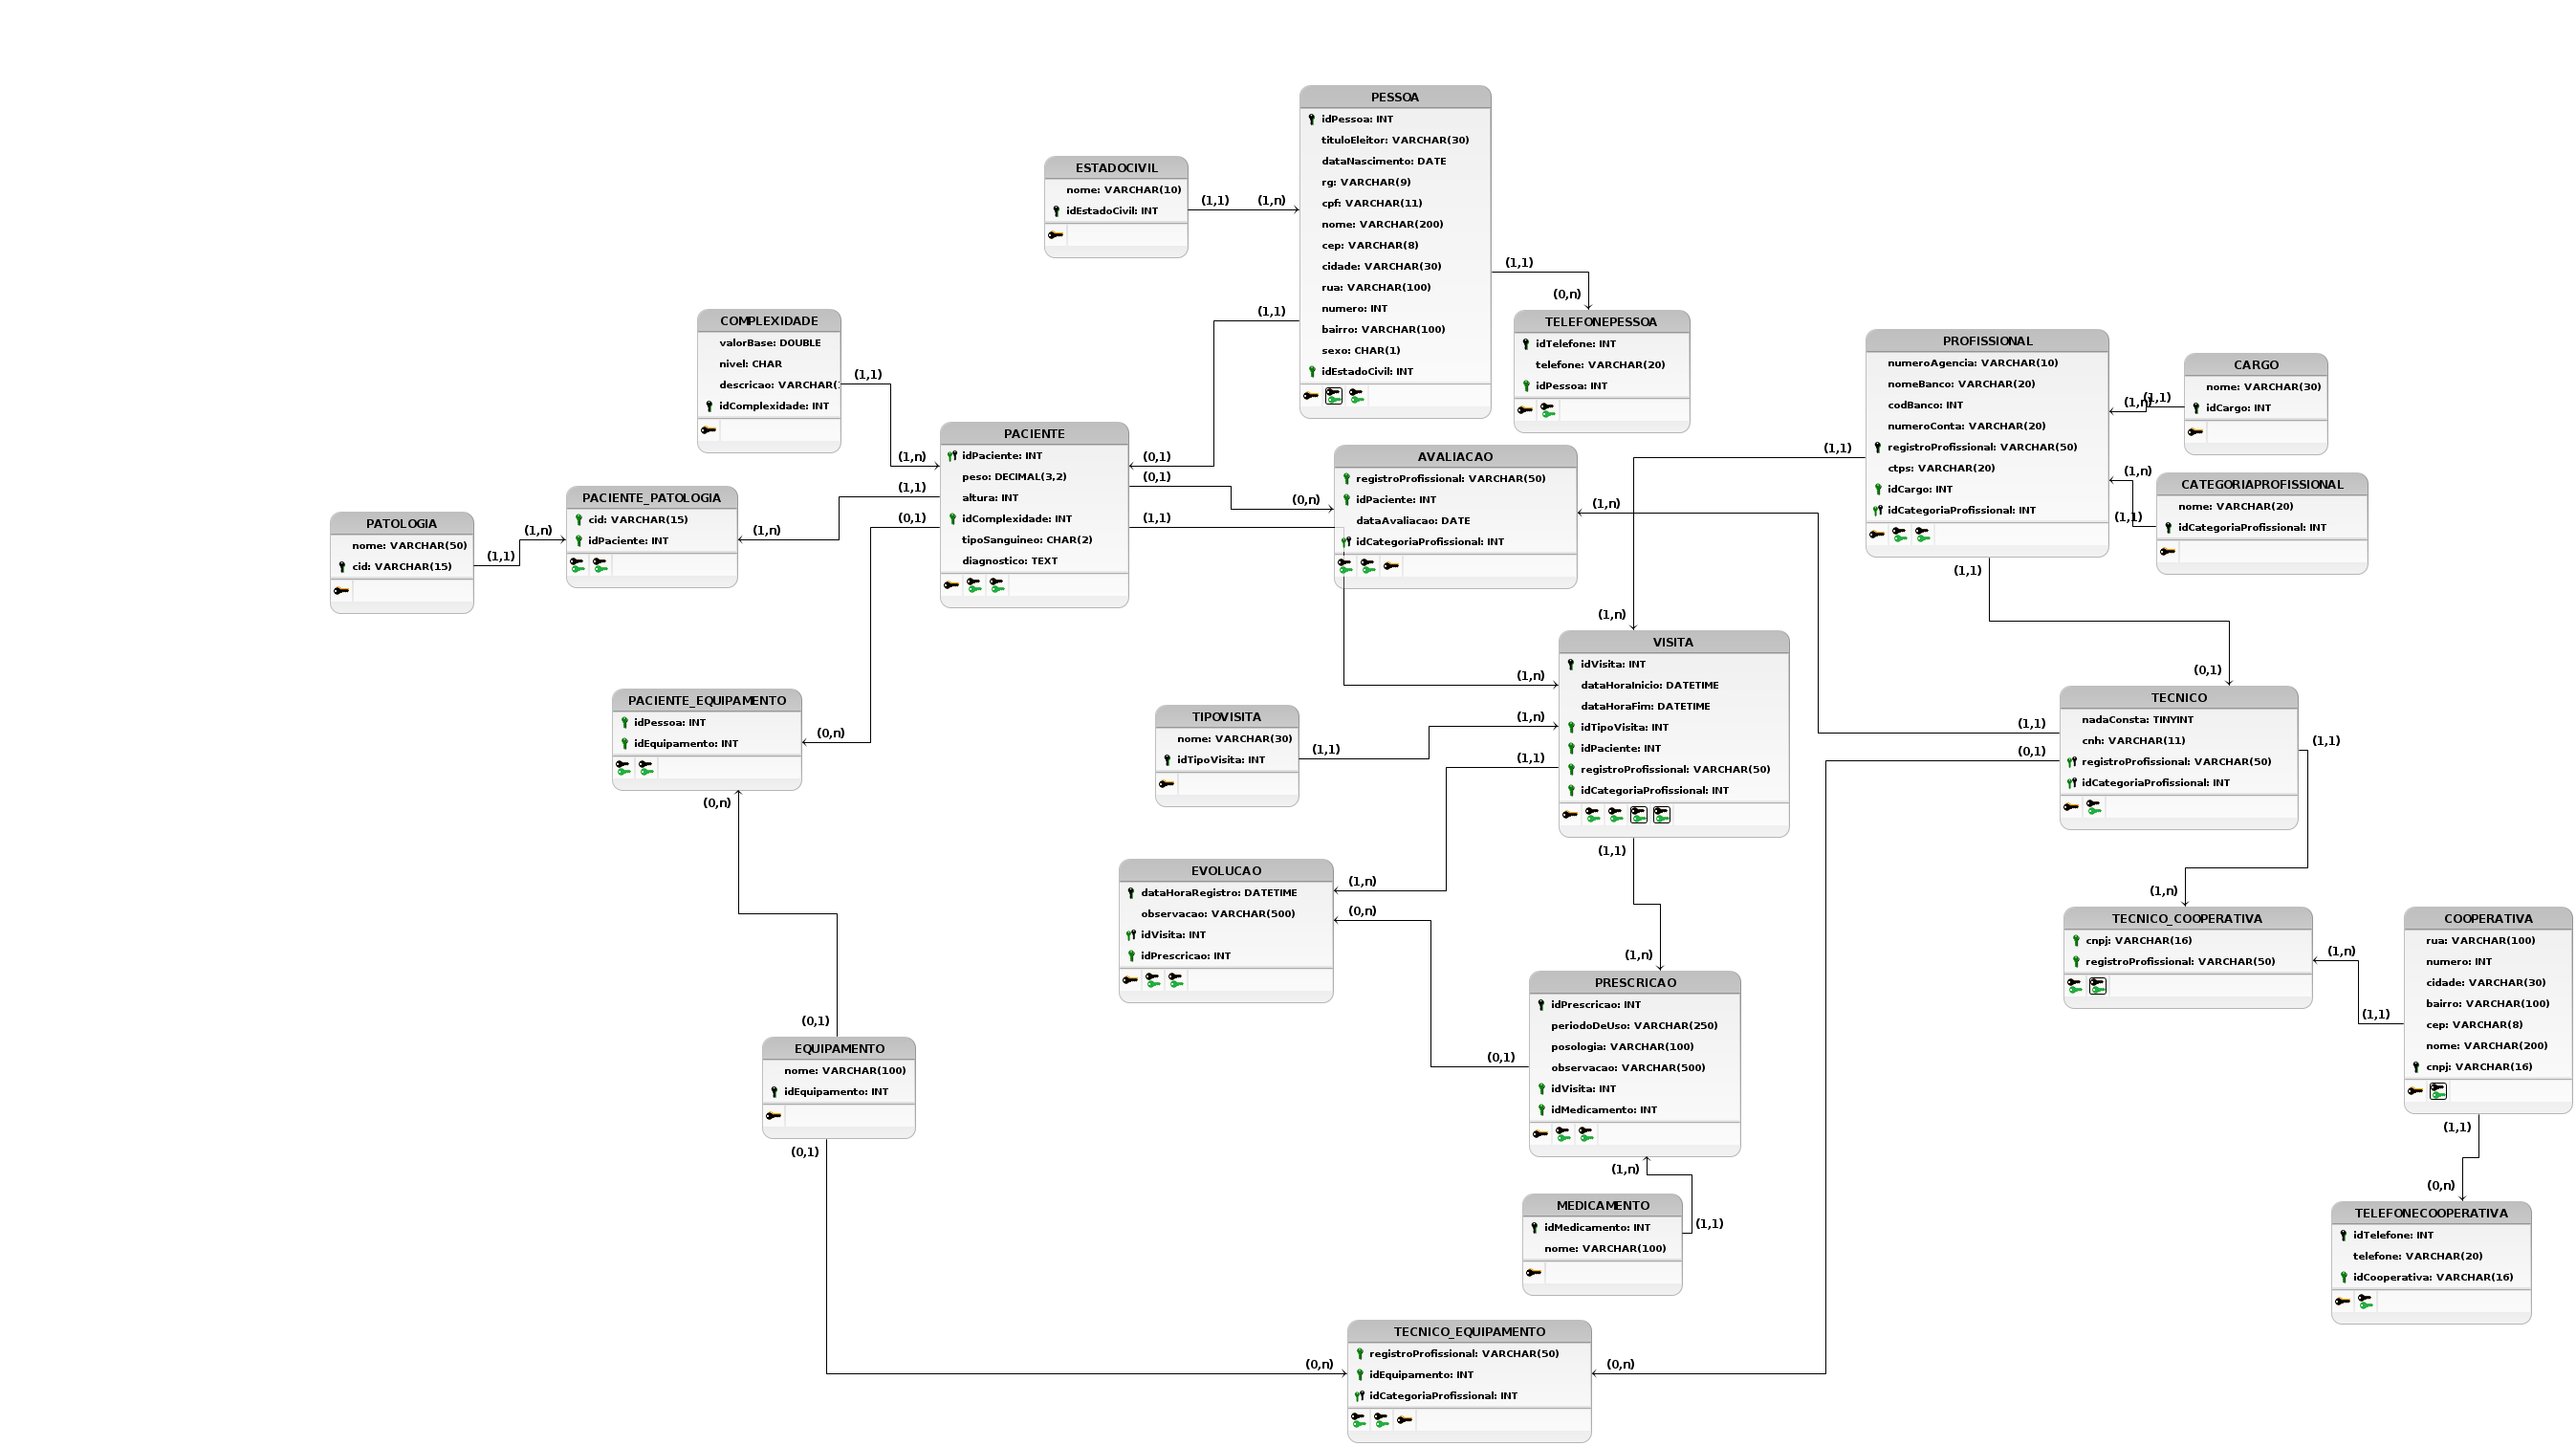 PESSOA
idPessoa: INT
tituloEleitor: VARCHAR(30)
dataNascimento: DATE
rg: VARCHAR(9)
cpf: VARCHAR(11)
nome: VARCHAR(200)
cep: VARCHAR(8)
cidade: VARCHAR(30)
rua: VARCHAR(100)
numero: INT
bairro: VARCHAR(100)
sexo: CHAR(1)
idEstadoCivil: INT
ESTADOCIVIL
nome: VARCHAR(10)
idEstadoCivil: INT
(1,1)
(1,n)
(1,1)
(0,n)
(1,1)
TELEFONEPESSOA
idTelefone: INT
telefone: VARCHAR(20)
idPessoa: INT
COMPLEXIDADE
valorBase: DOUBLE
nivel: CHAR
descricao: VARCHAR(
idComplexidade: INT
(1,1)
(1,n)
PROFISSIONAL
numeroAgencia: VARCHAR(10)
nomeBanco: VARCHAR(20)
codBanco: INT
numeroConta: VARCHAR(20)
registroProfissional: VARCHAR(50)
ctps: VARCHAR(20)
idCargo: INT
idCategoriaProfissional: INT
CARGO
nome: VARCHAR(30)
idCargo: INT
(1,n)
(1,1)
CATEGORIAPROFISSIONAL
nome: VARCHAR(20)
idCategoriaProfissional: INT
(1,n)
(1,1)
(1,1)
(1,1)
PACIENTE
idPaciente: INT
peso: DECIMAL(3,2)
altura: INT
idComplexidade: INT
tipoSanguineo: CHAR(2)
diagnostico: TEXT
(0,1)
(0,1)
(1,1)
(1,1)
(0,1)
AVALIACAO
registroProfissional: VARCHAR(50)
idPaciente: INT
dataAvaliacao: DATE
idCategoriaProfissional: INT
(0,n)
(1,n)
PACIENTE_PATOLOGIA
cid: VARCHAR(15)
idPaciente: INT
(1,n)
(1,n)
PATOLOGIA
nome: VARCHAR(50)
cid: VARCHAR(15)
(1,1)
VISITA
idVisita: INT
dataHoraInicio: DATETIME
dataHoraFim: DATETIME
idTipoVisita: INT
idPaciente: INT
registroProfissional: VARCHAR(50)
idCategoriaProfissional: INT
(1,n)
(1,n)
(1,n)
(1,1)
(1,1)
TIPOVISITA
nome: VARCHAR(30)
idTipoVisita: INT
(1,1)
PACIENTE_EQUIPAMENTO
idPessoa: INT
idEquipamento: INT
(0,n)
(0,n)
TECNICO
nadaConsta: TINYINT
cnh: VARCHAR(11)
registroProfissional: VARCHAR(50)
idCategoriaProfissional: INT
(0,1)
(1,1)
(0,1)
(1,1)
EVOLUCAO
dataHoraRegistro: DATETIME
observacao: VARCHAR(500)
idVisita: INT
idPrescricao: INT
(1,n)
(0,n)
TECNICO_COOPERATIVA
cnpj: VARCHAR(16)
registroProfissional: VARCHAR(50)
(1,n)
(1,n)
COOPERATIVA
rua: VARCHAR(100)
numero: INT
cidade: VARCHAR(30)
bairro: VARCHAR(100)
cep: VARCHAR(8)
nome: VARCHAR(200)
cnpj: VARCHAR(16)
(1,1)
(1,1)
PRESCRICAO
idPrescricao: INT
periodoDeUso: VARCHAR(250)
posologia: VARCHAR(100)
observacao: VARCHAR(500)
idVisita: INT
idMedicamento: INT
(1,n)
(0,1)
(1,n)
EQUIPAMENTO
nome: VARCHAR(100)
idEquipamento: INT
(0,1)
(0,1)
MEDICAMENTO
idMedicamento: INT
nome: VARCHAR(100)
(1,1)
TELEFONECOOPERATIVA
idTelefone: INT
telefone: VARCHAR(20)
idCooperativa: VARCHAR(16)
(0,n)
TECNICO_EQUIPAMENTO
registroProfissional: VARCHAR(50)
idEquipamento: INT
idCategoriaProfissional: INT
(0,n)
(0,n)